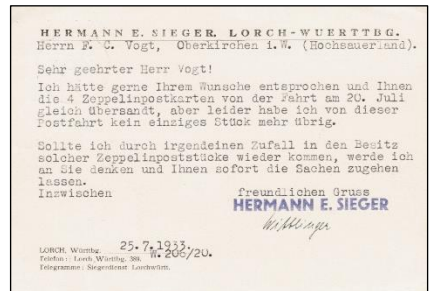 HERMANN E. SIEGER, LORCH-WUERTTBG.
Herrn F. C. Vogt, Oberkirchen i.W. (Hochsauerland).
Sehr geehrter Herr Vogt!
Ich hätte gerne Ihrem Wunsche entsprochen und Ihnen
die 4 Zeppelinpostkarten von der Fahrt am 20. Juli
gleich übersandt, aber leider habe ich von dieser
Postfahrt kein einziges Stück mehr übrig.
Sollte ich durch irgendeinen Zufall in den Besitz
solcher Zeppelinpoststücke wieder kommen, werde ich
an Sie denken und Ihnen sofort die Sachen zugehen
lassen.
Inzwischen freundlichen Gruss
HERMANN E. SIEGER
LORCH, Württbg. 25.7.1933.
Telefon: Lorch, Württbg. 386. W.206/20.
Telegramme: Siegerdienst Lorchwürtt.